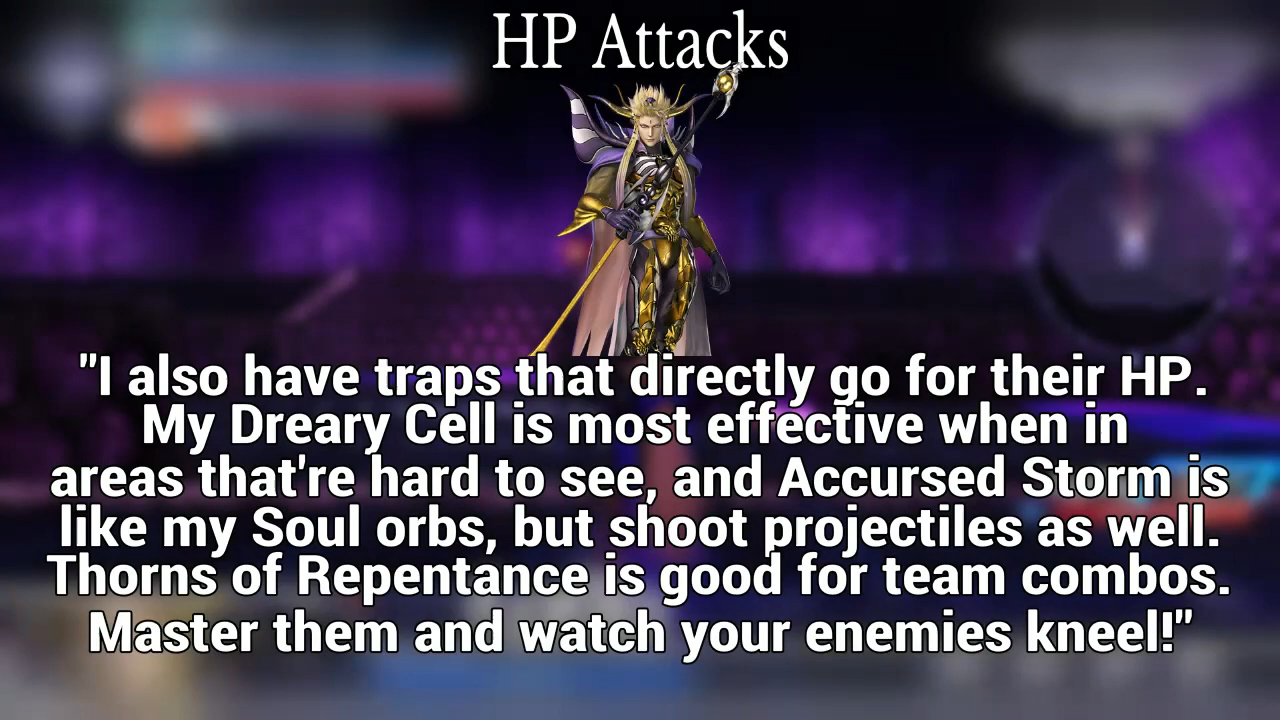 HP Attacks
"I also have traps that directly go for their HP.
My Dreary Cell is most effective when in
areas that're hard to see, and Accursed Storm is
like my Soul orbs, but shoot projectiles as well.
Thorns of Repentance is good for team combos.
Master them and watch your enemies kneel!"